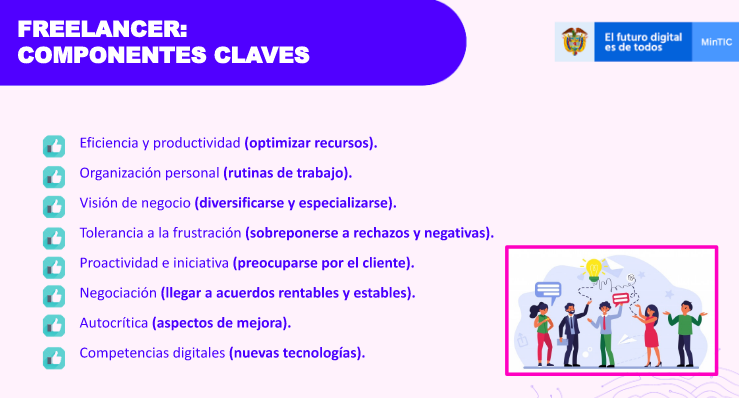 FREELANCER:
COMPONENTES CLAVES
El futuro digital
es de todos
MinTIC
Eficiencia y productividad (optimizar recursos).
Organización personal (rutinas de trabajo).
Visión de negocio (diversificarse y especializarse).
Tolerancia a la frustración (sobreponerse a rechazos y negativas).
Proactividad e iniciativa (preocuparse por el cliente).
Negociación (llegar a acuerdos rentables y estables).
Autocrítica (aspectos de mejora).
Competencias digitales (nuevas tecnologías).